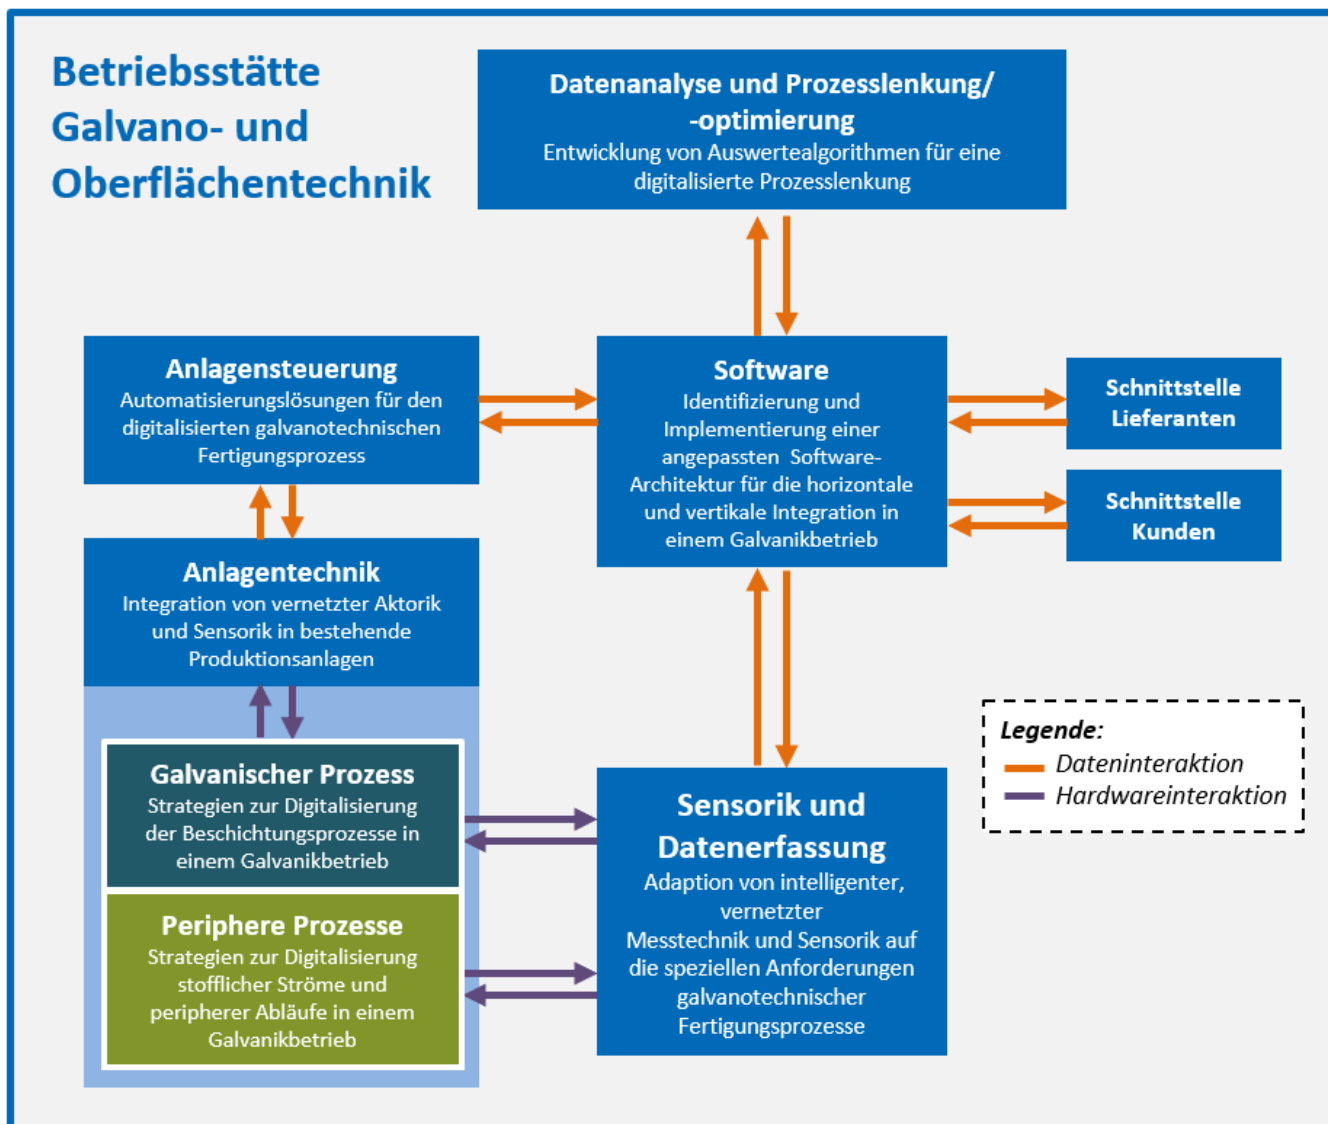 Betriebsstätte
Galvano- und
Oberflächentechnik
Datenanalyse und Prozesslenkung/
-optimierung
Entwicklung von Auswertealgorithmen für eine
digitalisierte Prozesslenkung
Anlagensteuerung
Automatisierungslösungen für den
digitalisierten galvanotechnischen
Fertigungsprozess
Software
Identifizierung und
Implementierung einer
angepassten Software-
Architektur für die horizontale
und vertikale Integration in
einem Galvanikbetrieb
Schnittstelle
Lieferanten
Schnittstelle
Kunden
Anlagentechnik
Integration von vernetzter Aktorik
und Sensorik in bestehende
Produktionsanlagen
Galvanischer Prozess
Strategien zur Digitalisierung
der Beschichtungsprozesse in
einem Galvanikbetrieb
Periphere Prozesse
Strategien zur Digitalisierung
stofflicher Ströme und
peripherer Abläufe in einem
Galvanikbetrieb
Sensorik und
Datenerfassung
Adaption von intelligenter,
vernetzter
Messtechnik und Sensorik auf
die speziellen Anforderungen
galvanotechnischer
Fertigungsprozesse
Legende:
Dateninteraktion
Hardwareinteraktion